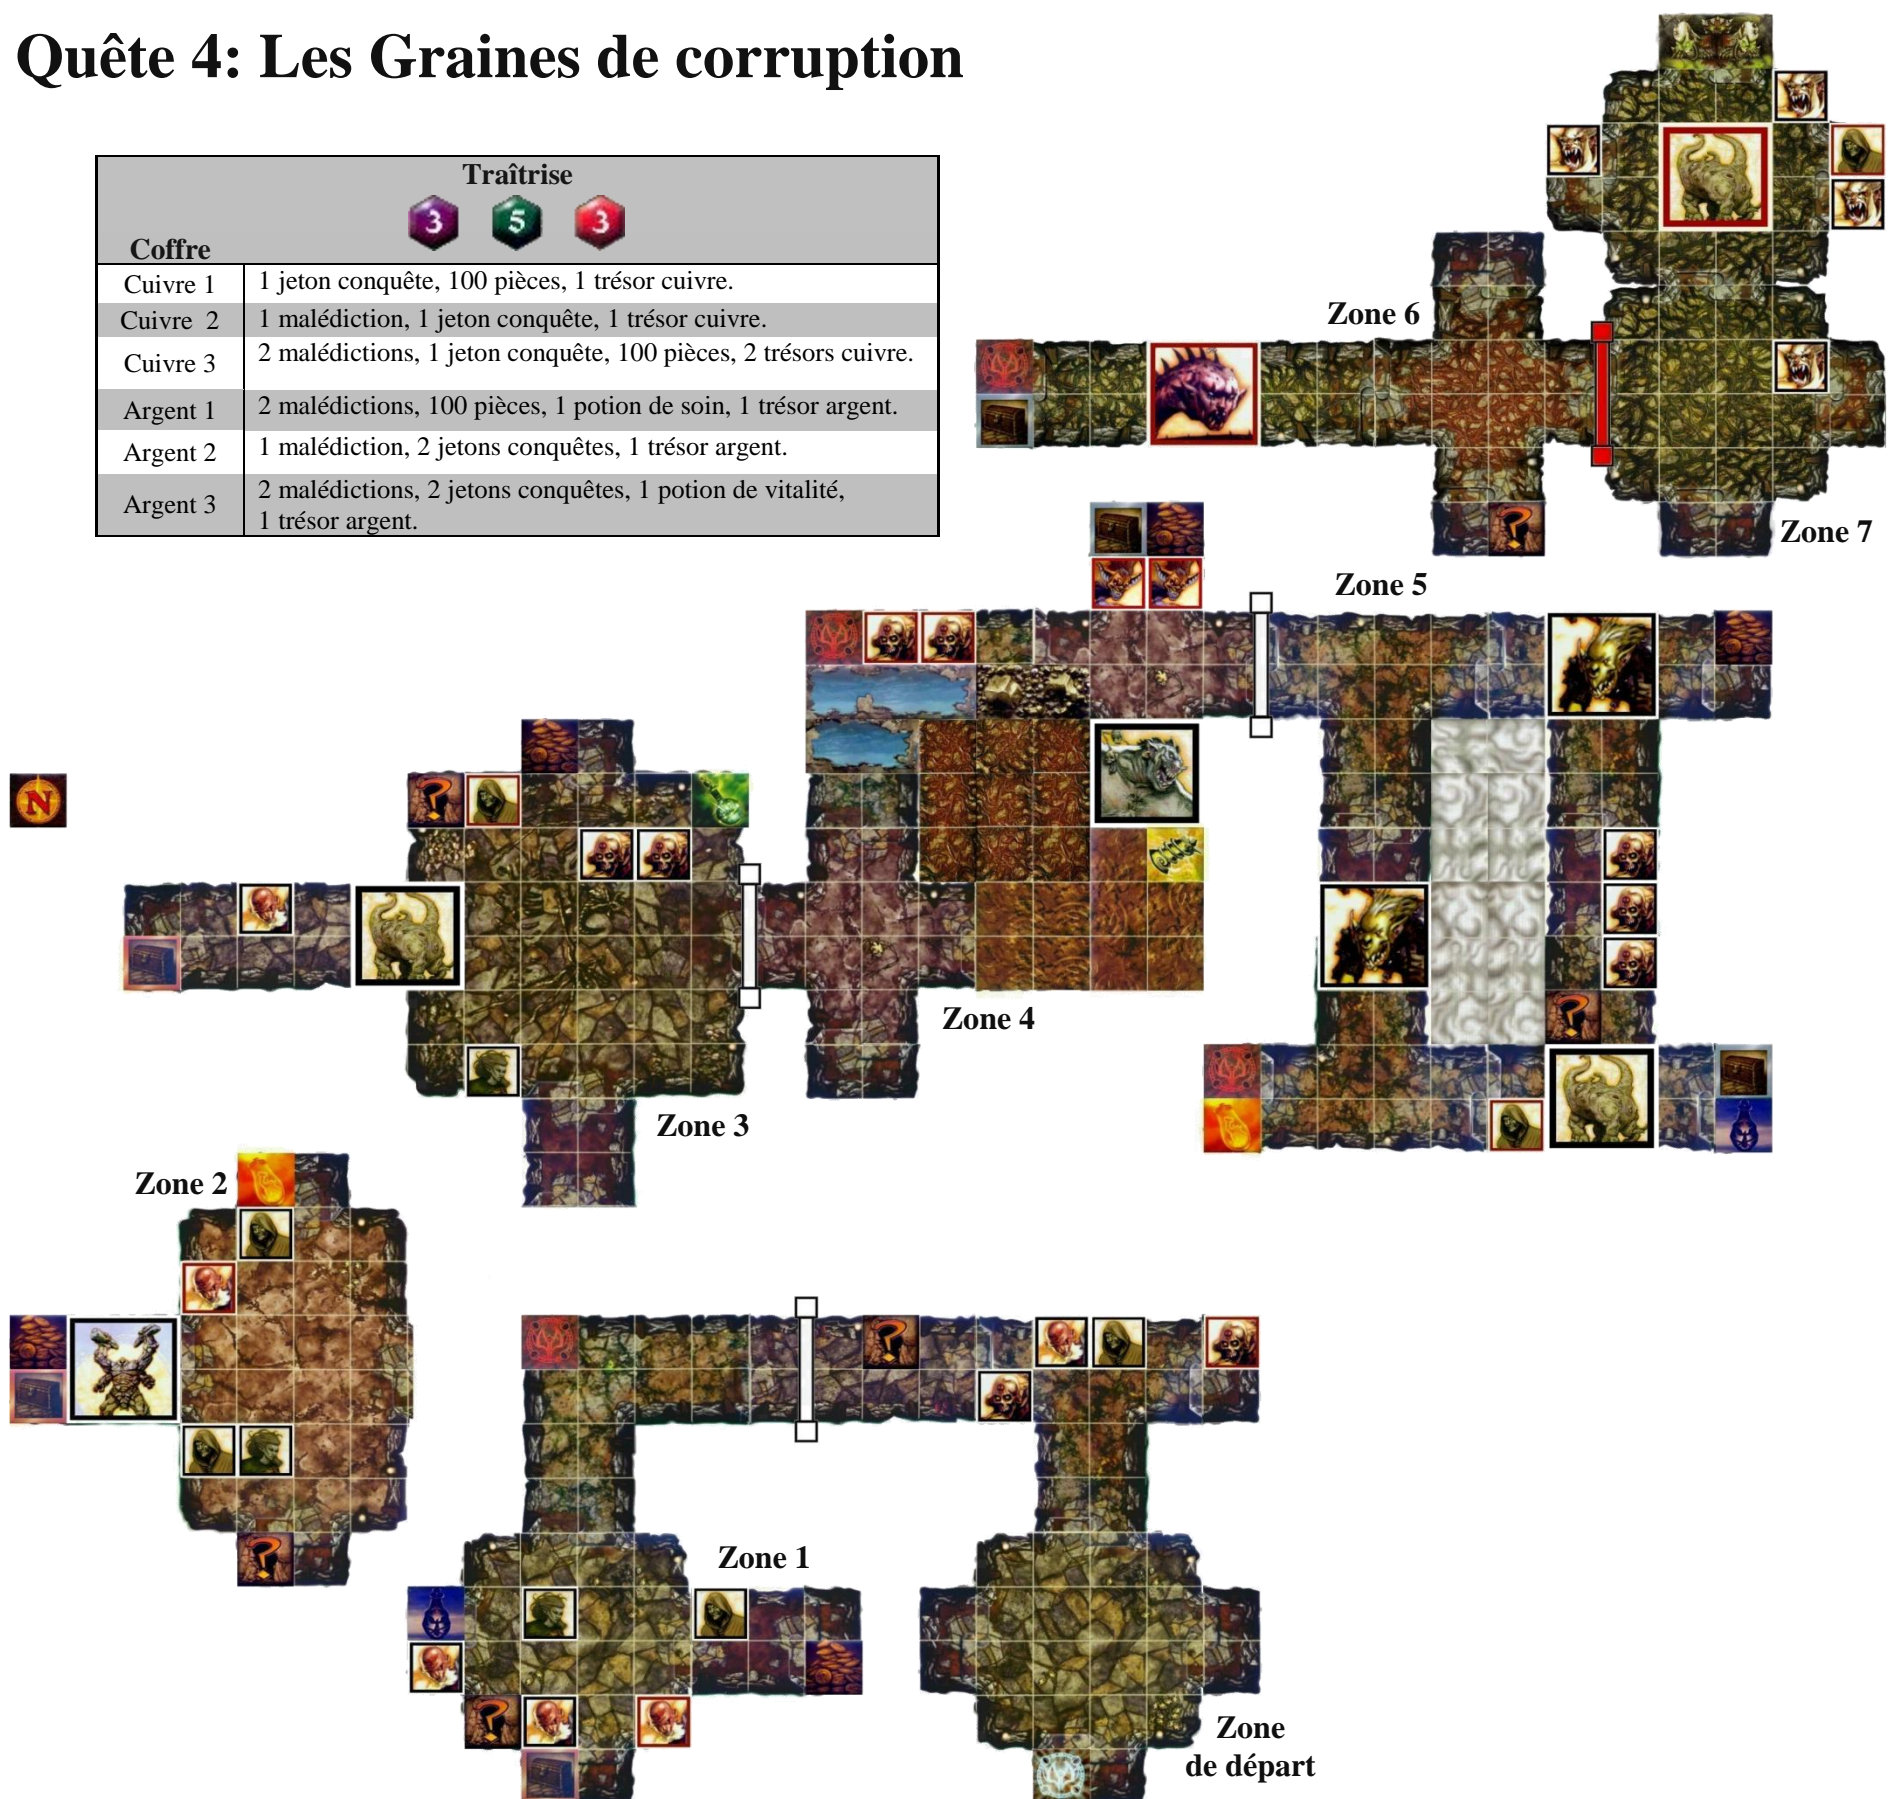 Quête 4: Les Graines de corruption
Traîtrise
3 5 3
Coffre
Cuivre 1 1 jeton conquête, 100 pièces, 1 trésor cuivre.
Cuivre 2 1 malédiction, 1 jeton conquête, 1 trésor cuivre.
Cuivre 3 2 malédictions, 1 jeton conquête, 100 pièces, 2 trésors cuivre.
Argent 1 2 malédictions, 100 pièces, 1 potion de soin, 1 trésor argent.
Argent 2 1 malédiction, 2 jetons conquêtes, 1 trésor argent.
Argent 3 2 malédictions, 2 jetons conquêtes, 1 potion de vitalité,
1 trésor argent.
Zone 6
?
Zone 7
Zone 5
N
?
Zone 4
?
Zone 3
Zone 2
?
?
Zone 1
?
Zone
de départ